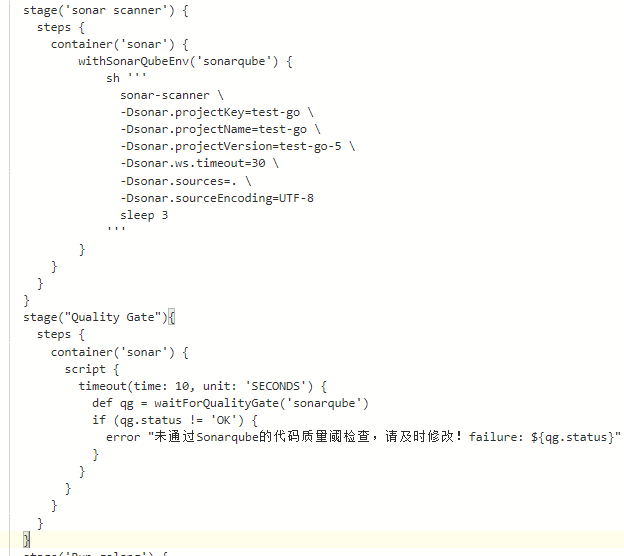 stage('sonar scanner') {
steps {
container('sonar') {
withSonarQubeEnv('sonarqube') {
sh '''
sonar-scanner \
-Dsonar.projectKey=test-go \
-Dsonar.projectName=test-go \
-Dsonar.projectVersion=test-go-5 \
-Dsonar.ws.timeout=30 \
-Dsonar.sources=. \
-Dsonar.sourceEncoding=UTF-8
sleep 3
'''
}
}
}
}
stage("Quality Gate"){
steps {
container('sonar') {
script {
timeout(time: 10, unit: 'SECONDS') {
def qg = waitForQualityGate('sonarqube')
if (qg.status != 'OK') {
error "未通过Sonarqube的代码质量阈检查，请及时修改！failure: ${qg.status}"
}
}
}
}
}
}